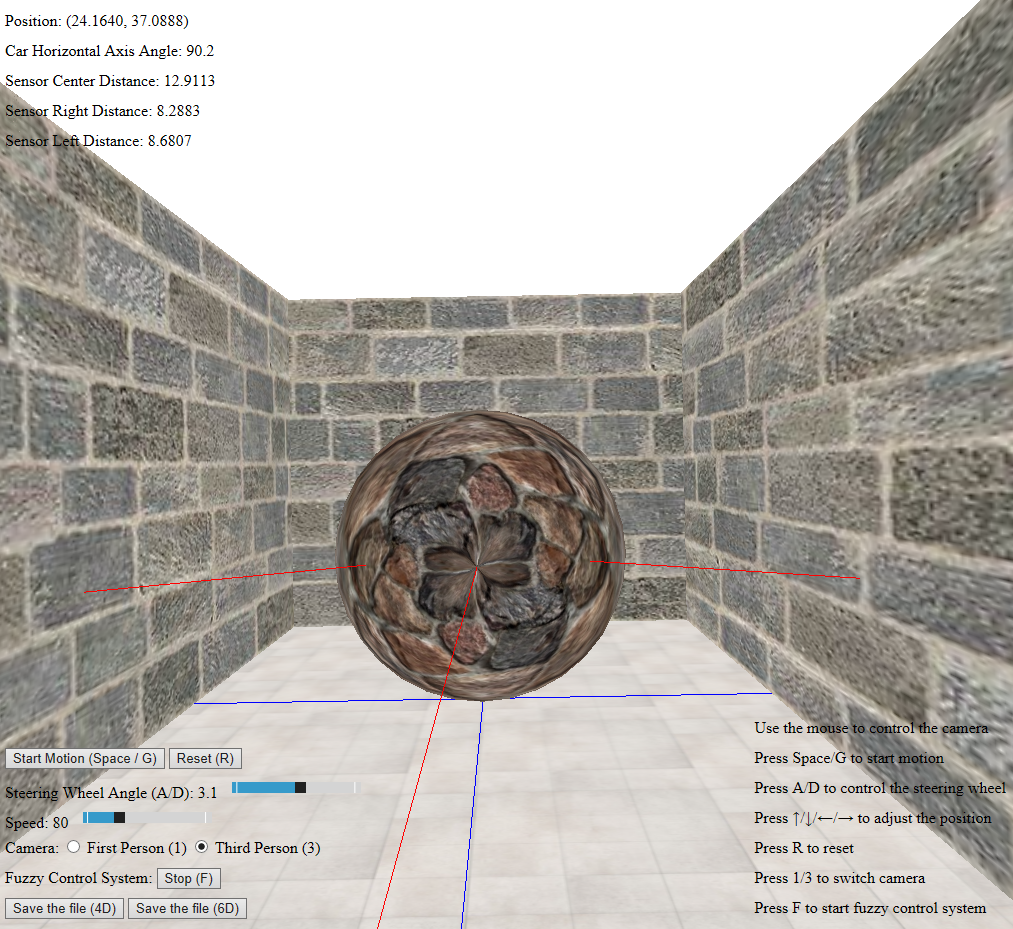 Position: (24.1640, 37.0888)
Car Horizontal Axis Angle: 90.2
Sensor Center Distance: 12.9113
Sensor Right Distance: 8.2883
Sensor Left Distance: 8.6807
Start Motion (Space / G) Reset (R)
Steering Wheel Angle (A/D): 3.1
Speed: 80
Camera: First Person (1) Third Person (3)
Fuzzy Control System: Stop (F)
Save the file (4D) Save the file (6D)
Use the mouse to control the camera
Press Space/G to start motion
Press A/D to control the steering wheel
Press ↑/↓/←/→ to adjust the position
Press R to reset
Press 1/3 to switch camera
Press F to start fuzzy control system